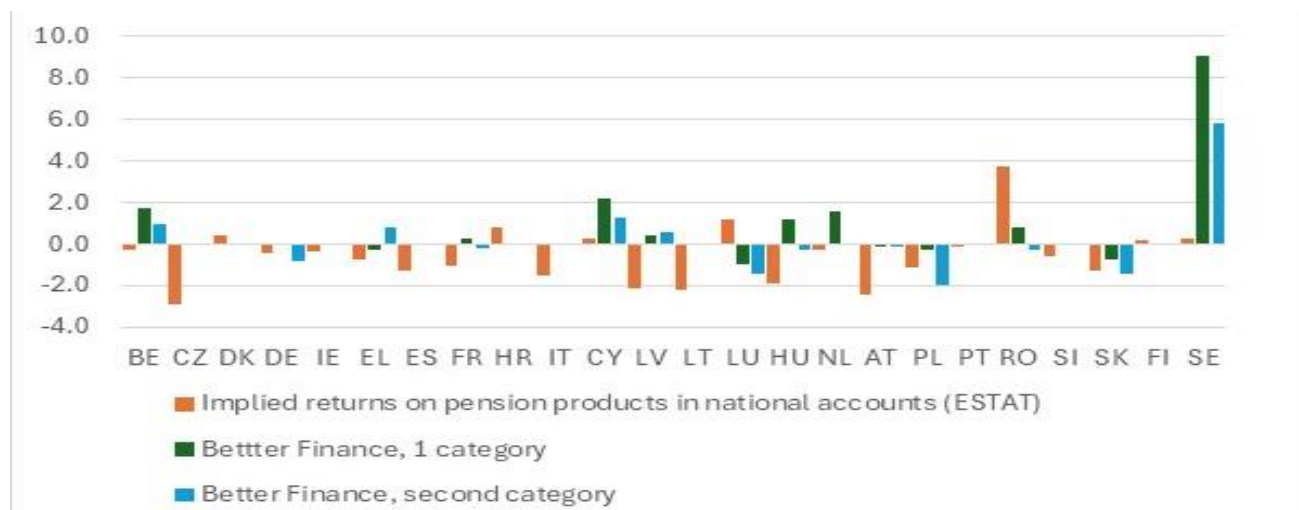 10.0
8.0
6.0
4.0
2.0
0.0
-2.0
-4.0
BE CZ DK DE IE EL ES FR HR IT CY LV LT LU HU NL AT PL PT RO SI SK FI SE
Implied returns on pension products in national accounts (ESTAT)
Bettter Finance, 1 category
Better Finance, second category